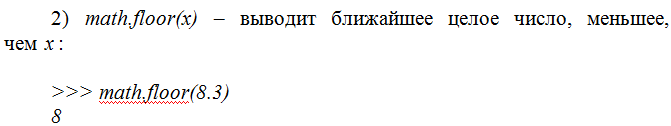 2) math.floor(x) – выводит ближайшее целое число, меньшее,
чем x :
>>> math.floor(8.3)
8